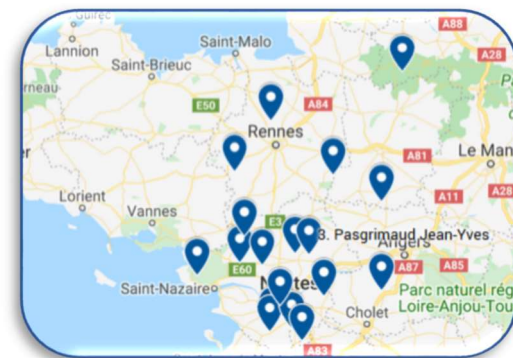 Guirec
Lannion
Saint-Malo
A88
A28
Saint-Brieuc
E50
A84
Rennes
Le Man
A81
A11
A28
Lorient
Vannes
E3
3. Pasgrimaud Jean-Yves
Angers
E60
A87
A85
Saint-Nazaire
Parc naturel rég
Loire-Anjou-Tou
Cholet
A83